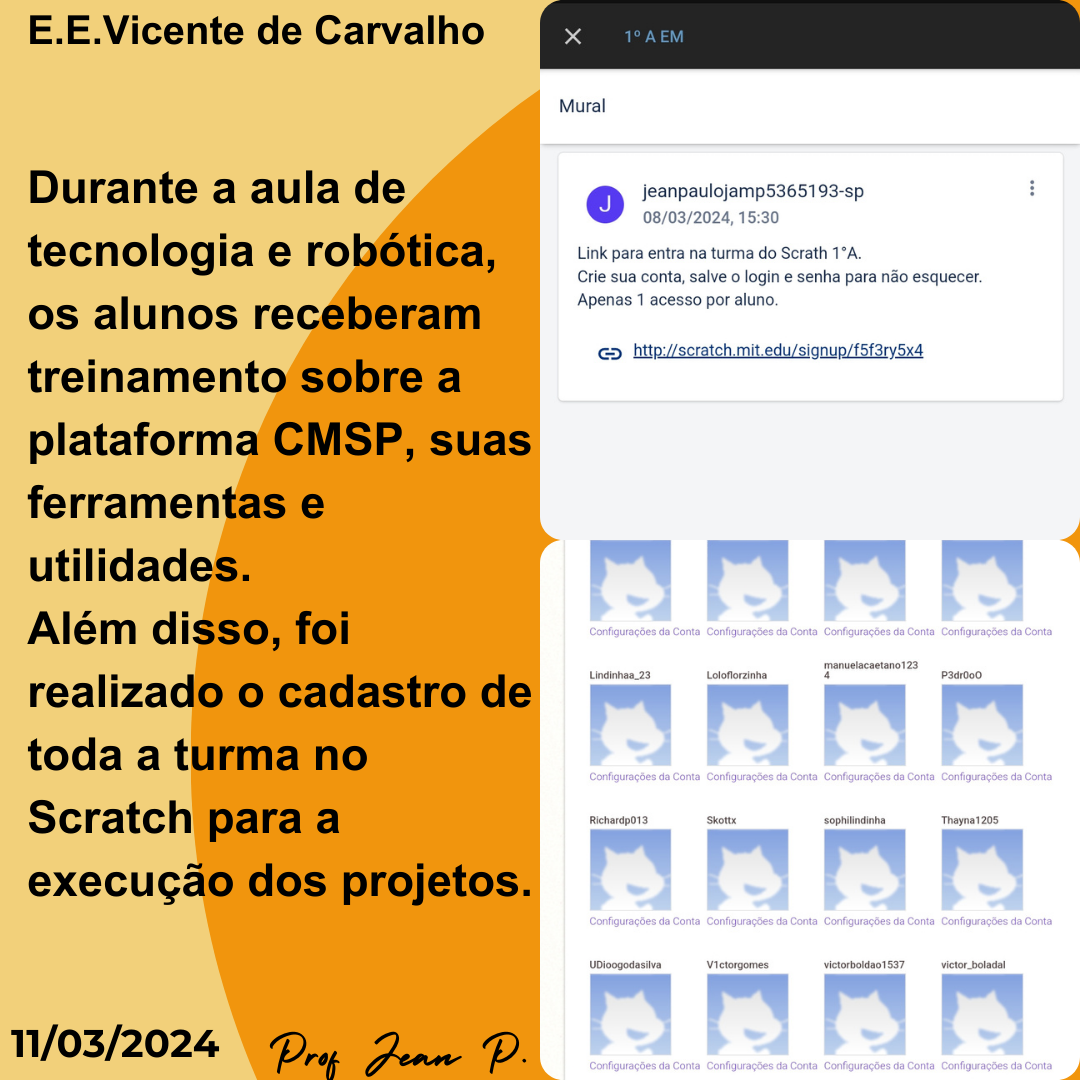 E.E.Vicente de Carvalho
Durante a aula de
tecnologia e robótica,
os alunos receberam
treinamento sobre a
plataforma CMSP, suas
ferramentas e
utilidades.
Além disso, foi
realizado o cadastro de
toda a turma no
Scratch para a
execução dos projetos.
11/03/2024
Prof Jean P.
1º A EM
Mural
J
jeanpaulojamp5365193-sp
08/03/2024, 15:30
Link para entra na turma do Scrath 1°A.
Crie sua conta, salve o login e senha para não esquecer.
Apenas 1 acesso por aluno.
http://scratch.mit.edu/signup/f5f3ry5x4
Configurações da Conta Configurações da Conta Configurações da Conta Configurações da Conta
Lindinhaa_23 Loloflorzinha manuelacaetano123 P3dr0oO
4
Configurações da Conta Configurações da Conta Configurações da Conta Configurações da Conta
Richardp013 Skottx sophilindinha Thayna1205
Configurações da Conta Configurações da Conta Configurações da Conta Configurações da Conta
UDioogodasilva V1ctorgomes victorboldao1537 victor_boladal
Configurações da Conta Configurações da Conta Configurações da Conta Configurações da Conta